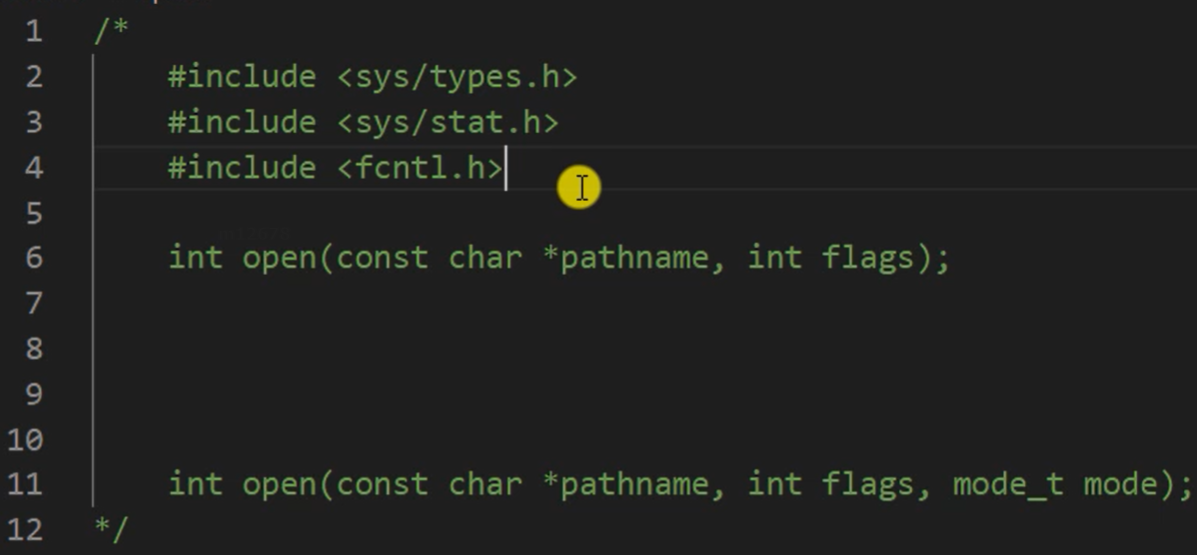 1 /*
2 #include <sys/types.h>
3 #include <sys/stat.h>
4 #include <fcntl.h>
5
6 int open(const char *pathname, int flags);
7
8
9
10
11 int open(const char *pathname, int flags, mode_t mode);
12 */